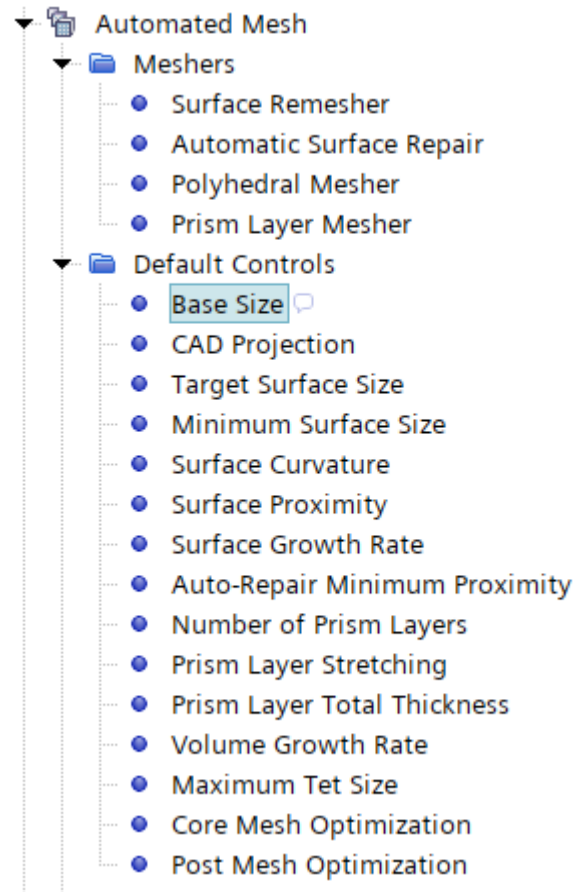 Automated Mesh
Meshers
Surface Remesher
Automatic Surface Repair
Polyhedral Mesher
Prism Layer Mesher
Default Controls
Base Size
CAD Projection
Target Surface Size
Minimum Surface Size
Surface Curvature
Surface Proximity
Surface Growth Rate
Auto-Repair Minimum Proximity
Number of Prism Layers
Prism Layer Stretching
Prism Layer Total Thickness
Volume Growth Rate
Maximum Tet Size
Core Mesh Optimization
Post Mesh Optimization